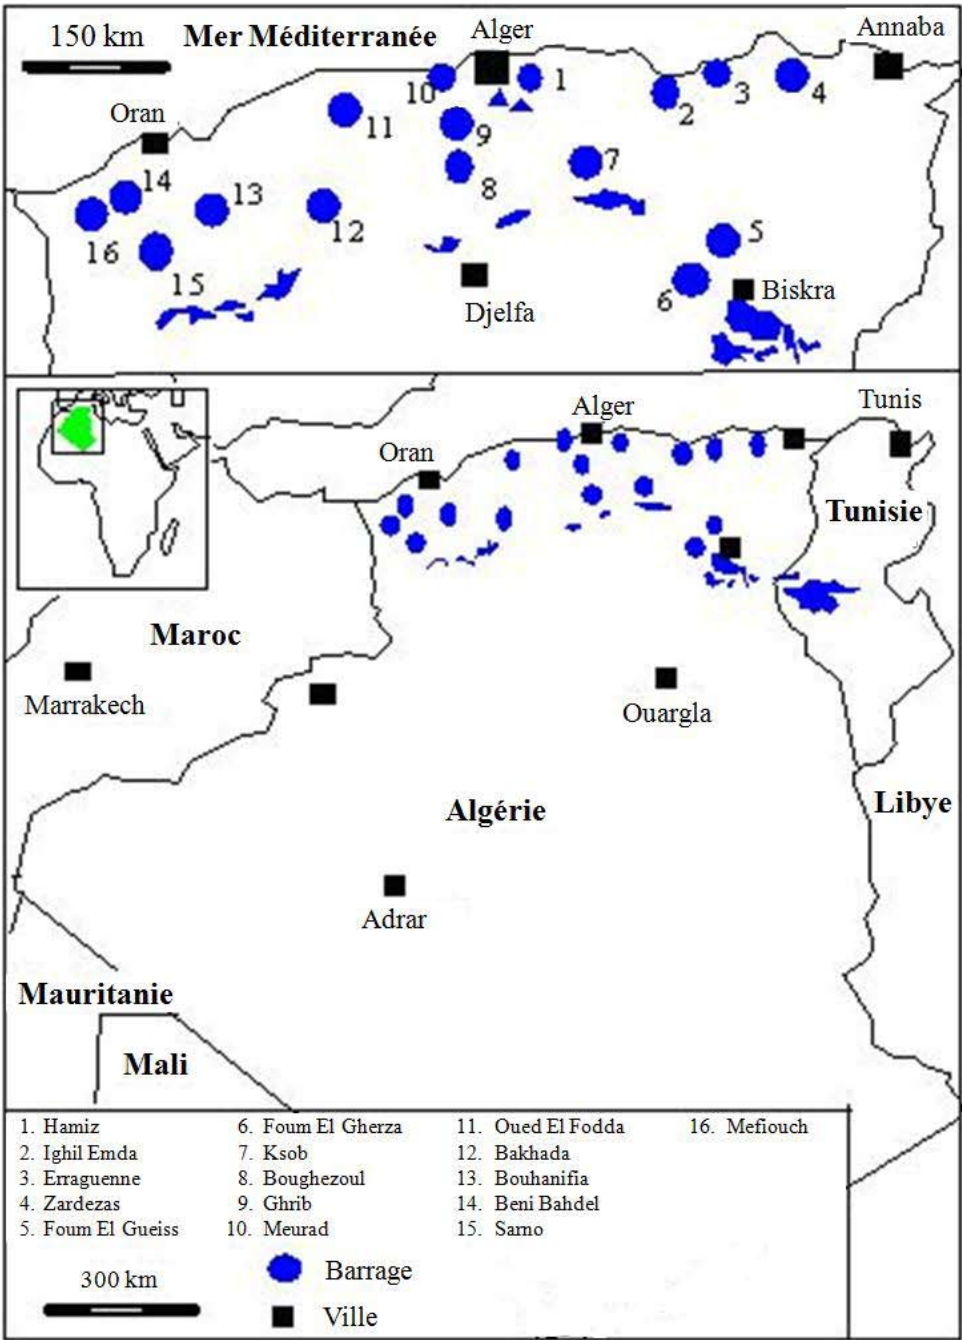 150 km
Mer Méditerranée
Alger
Annaba
Oran
10
1
2
3
4
11
9
8
7
14
13
12
16
15
5
6
Biskra
Djelfa
Alger
Tunis
Oran
Tunisie
Maroc
Marrakech
Ouargla
Algérie
Libye
Adrar
Mauritanie
Mali
1. Hamiz
2. Ighil Emda
3. Erraguenne
4. Zardezas
5. Foum El Gueiss
6. Foum El Gherza
7. Ksob
8. Boughezoul
9. Ghrib
10. Meurad
11. Oued El Fodda
12. Bakhada
13. Bouhanifia
14. Beni Bahdel
15. Sarno
16. Mefiouch
300 km
Barrage
Ville